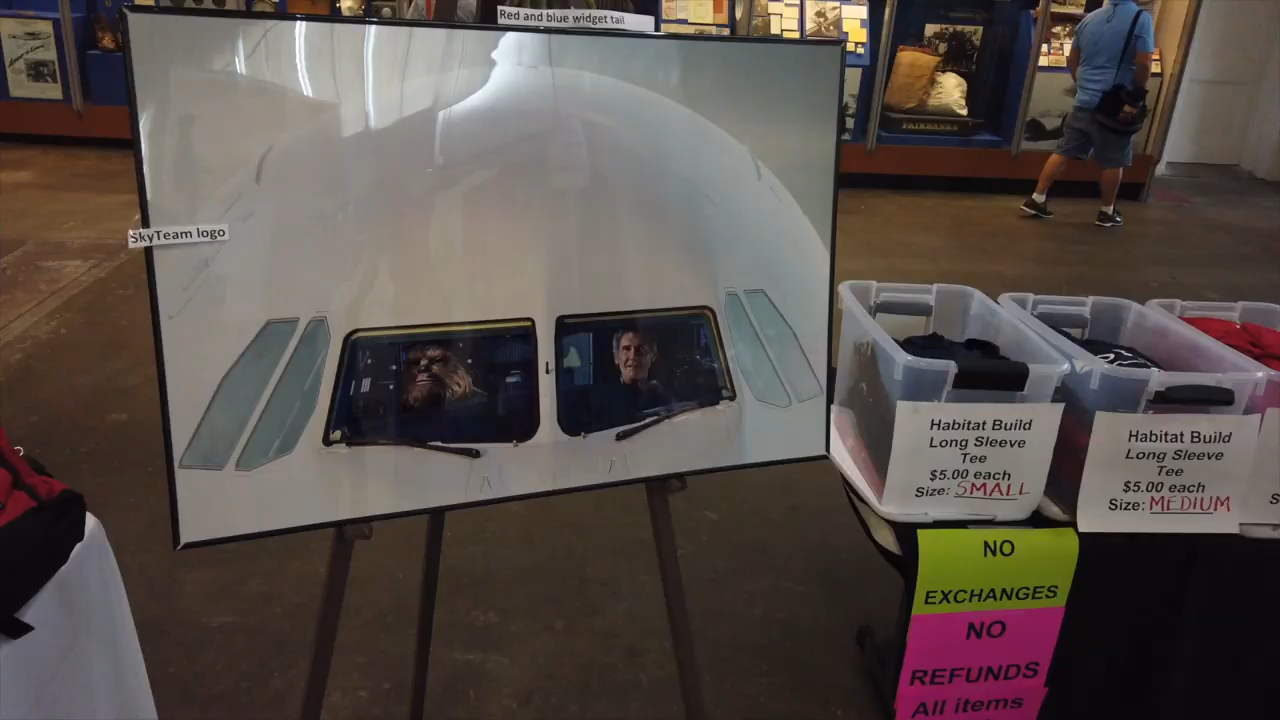 Red and blue widget tail
SkyTeam logo
FAIRBANKS
Habitat Build
Long Sleeve
Tee
$5.00 each
Size: SMALL
Habitat Build
Long Sleeve
Tee
$5.00 each
Size: MEDIUM
S
NO
EXCHANGES
NO
REFUNDS
All items